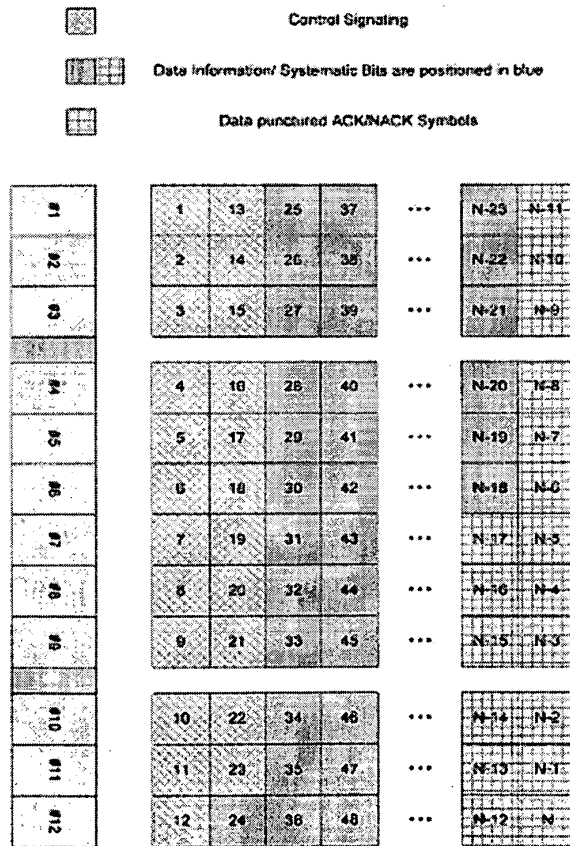 Control Signaling
Data Information/ Systematic Bits are positioned in blue
Data punctured ACK/NACK Symbols
#1 1 13 25 37 ... N-23 N-11
#2 2 14 26 38 ... N-22 N-10
#3 3 15 27 39 ... N-21 N-9
#4 4 16 28 40 ... N-20 N-8
#5 5 17 29 41 ... N-19 N-7
#6 6 18 30 42 ... N-18 N-6
#7 7 19 31 43 ... N-17 N-5
#8 8 20 32 44 ... N-16 N-4
#9 9 21 33 45 ... N-15 N-3
#10 10 22 34 46 ... N-14 N-2
#11 11 23 35 47 ... N-13 N-1
#12 12 24 36 48 ... N-12 N